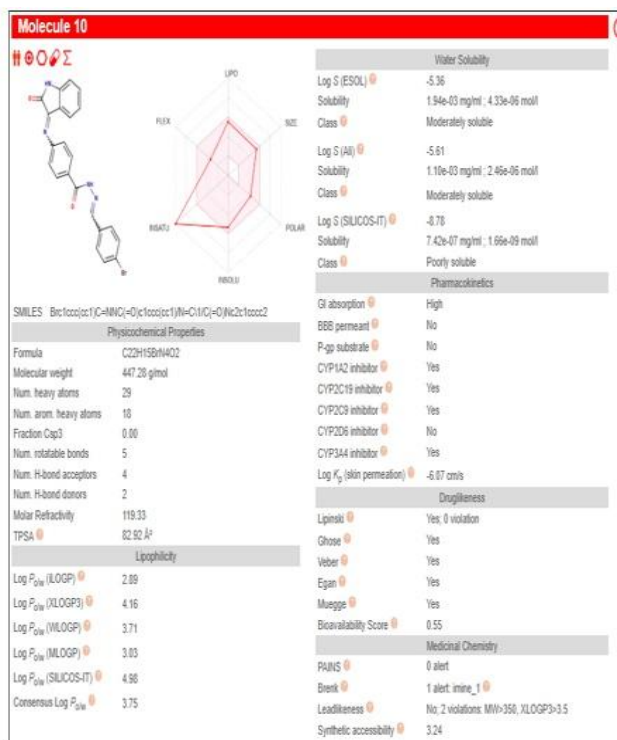 Molecule 10
LIPO
FLEX
SIZE
INSATU
POLAR
INSOLU
SMILES Brc1ccc(cc1)C=NNC(=O)c1ccc(cc1)/N=C\1/C(=O)Nc2c1cccc2
Physicochemical Properties
Formula C22H15BrN4O2
Molecular weight 447.28 g/mol
Num. heavy atoms 29
Num. arom. heavy atoms 18
Fraction Csp3 0.00
Num. rotatable bonds 5
Num. H-bond acceptors 4
Num. H-bond donors 2
Molar Refractivity 119.33
TPSA 82.92 Å²
Lipophilicity
Log Po/w (iLOGP) 2.89
Log Po/w (XLOGP3) 4.16
Log Po/w (WLOGP) 3.71
Log Po/w (MLOGP) 3.03
Log Po/w (SILICOS-IT) 4.98
Consensus Log Po/w 3.75
Water Solubility
Log S (ESOL) -5.36
Solubility 1.94e-03 mg/ml ; 4.33e-06 mol/l
Class Moderately soluble
Log S (Ali) -5.61
Solubility 1.10e-03 mg/ml ; 2.46e-06 mol/l
Class Moderately soluble
Log S (SILICOS-IT) -8.78
Solubility 7.42e-07 mg/ml ; 1.66e-09 mol/l
Class Poorly soluble
Pharmacokinetics
GI absorption High
BBB permeant No
P-gp substrate No
CYP1A2 inhibitor Yes
CYP2C19 inhibitor Yes
CYP2C9 inhibitor Yes
CYP2D6 inhibitor No
CYP3A4 inhibitor Yes
Log Kp (skin permeation) -6.07 cm/s
Druglikeness
Lipinski Yes; 0 violation
Ghose Yes
Veber Yes
Egan Yes
Muegge Yes
Bioavailability Score 0.55
Medicinal Chemistry
PAINS 0 alert
Brenk 1 alert: imine_1
Leadlikeness No; 2 violations: MW>350, XLOGP3>3.5
Synthetic accessibility 3.24